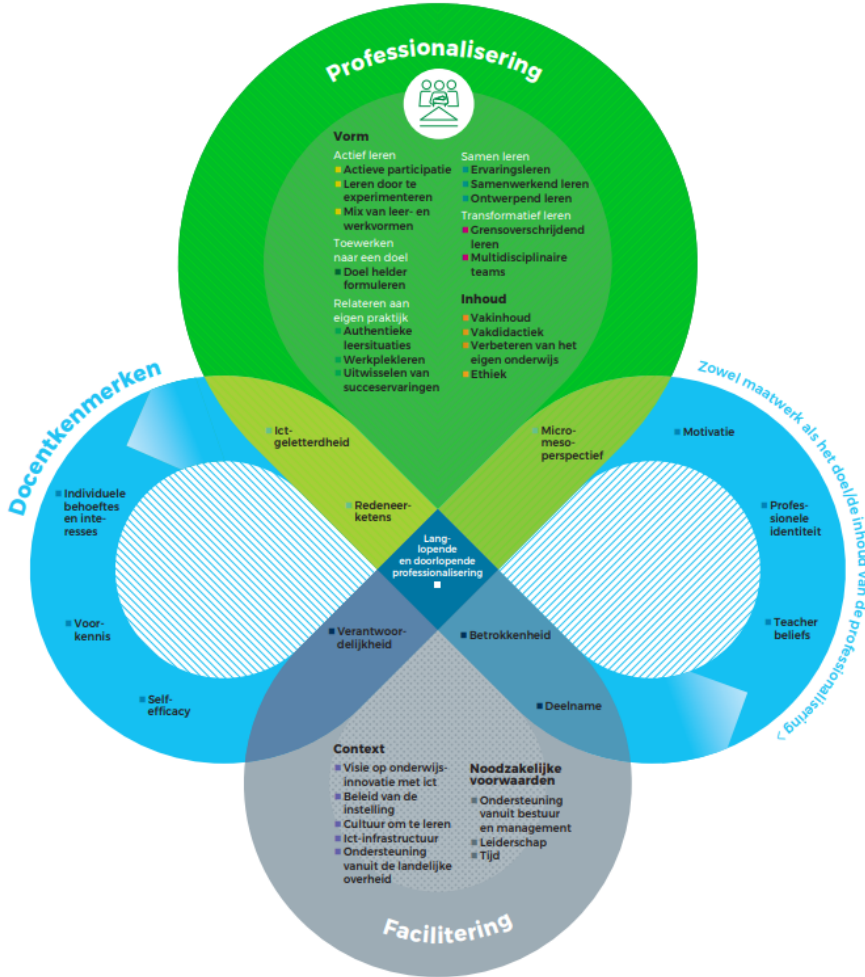 Professionalisering
Vorm
Actief leren
Actieve participatie
Leren door te
experimenteren
Mix van leer- en
werkvormen
Toewerken
naar een doel
Doel helder
formuleren
Relateren aan
eigen praktijk
Authentieke
leersituaties
Werkplekleren
Uitwisselen van
succeservaringen
Samen leren
Ervaringsleren
Samenwerkend leren
Ontwerpend leren
Transformatief leren
Grensoverschrijdend
leren
Multidisciplinaire
teams
Inhoud
Vakinhoud
Vakdidactiek
Verbeteren van het
eigen onderwijs
Ethiek
Docentkenmerken
Ict-
geletterdheid
Redeneer-
ketens
Individuele
behoeftes
en inte-
resses
Voor-
kennis
Self-
efficacy
Micro-
meso-
perspectief
Motivatie
Profes-
sionele
identiteit
Teacher
beliefs
Zowel maatwerk als het doel/de inhoud van de professionalisering >
Lang-
lopende
en doorlopende
professionalisering
Verantwoor-
delijkheid
Betrokkenheid
Deelname
Context
Visie op onderwijs-
innovatie met ict
Beleid van de
instelling
Cultuur om te leren
Ict-infrastructuur
Ondersteuning
vanuit de landelijke
overheid
Noodzakelijke
voorwaarden
Ondersteuning
vanuit bestuur
en management
Leiderschap
Tijd
Facilitering